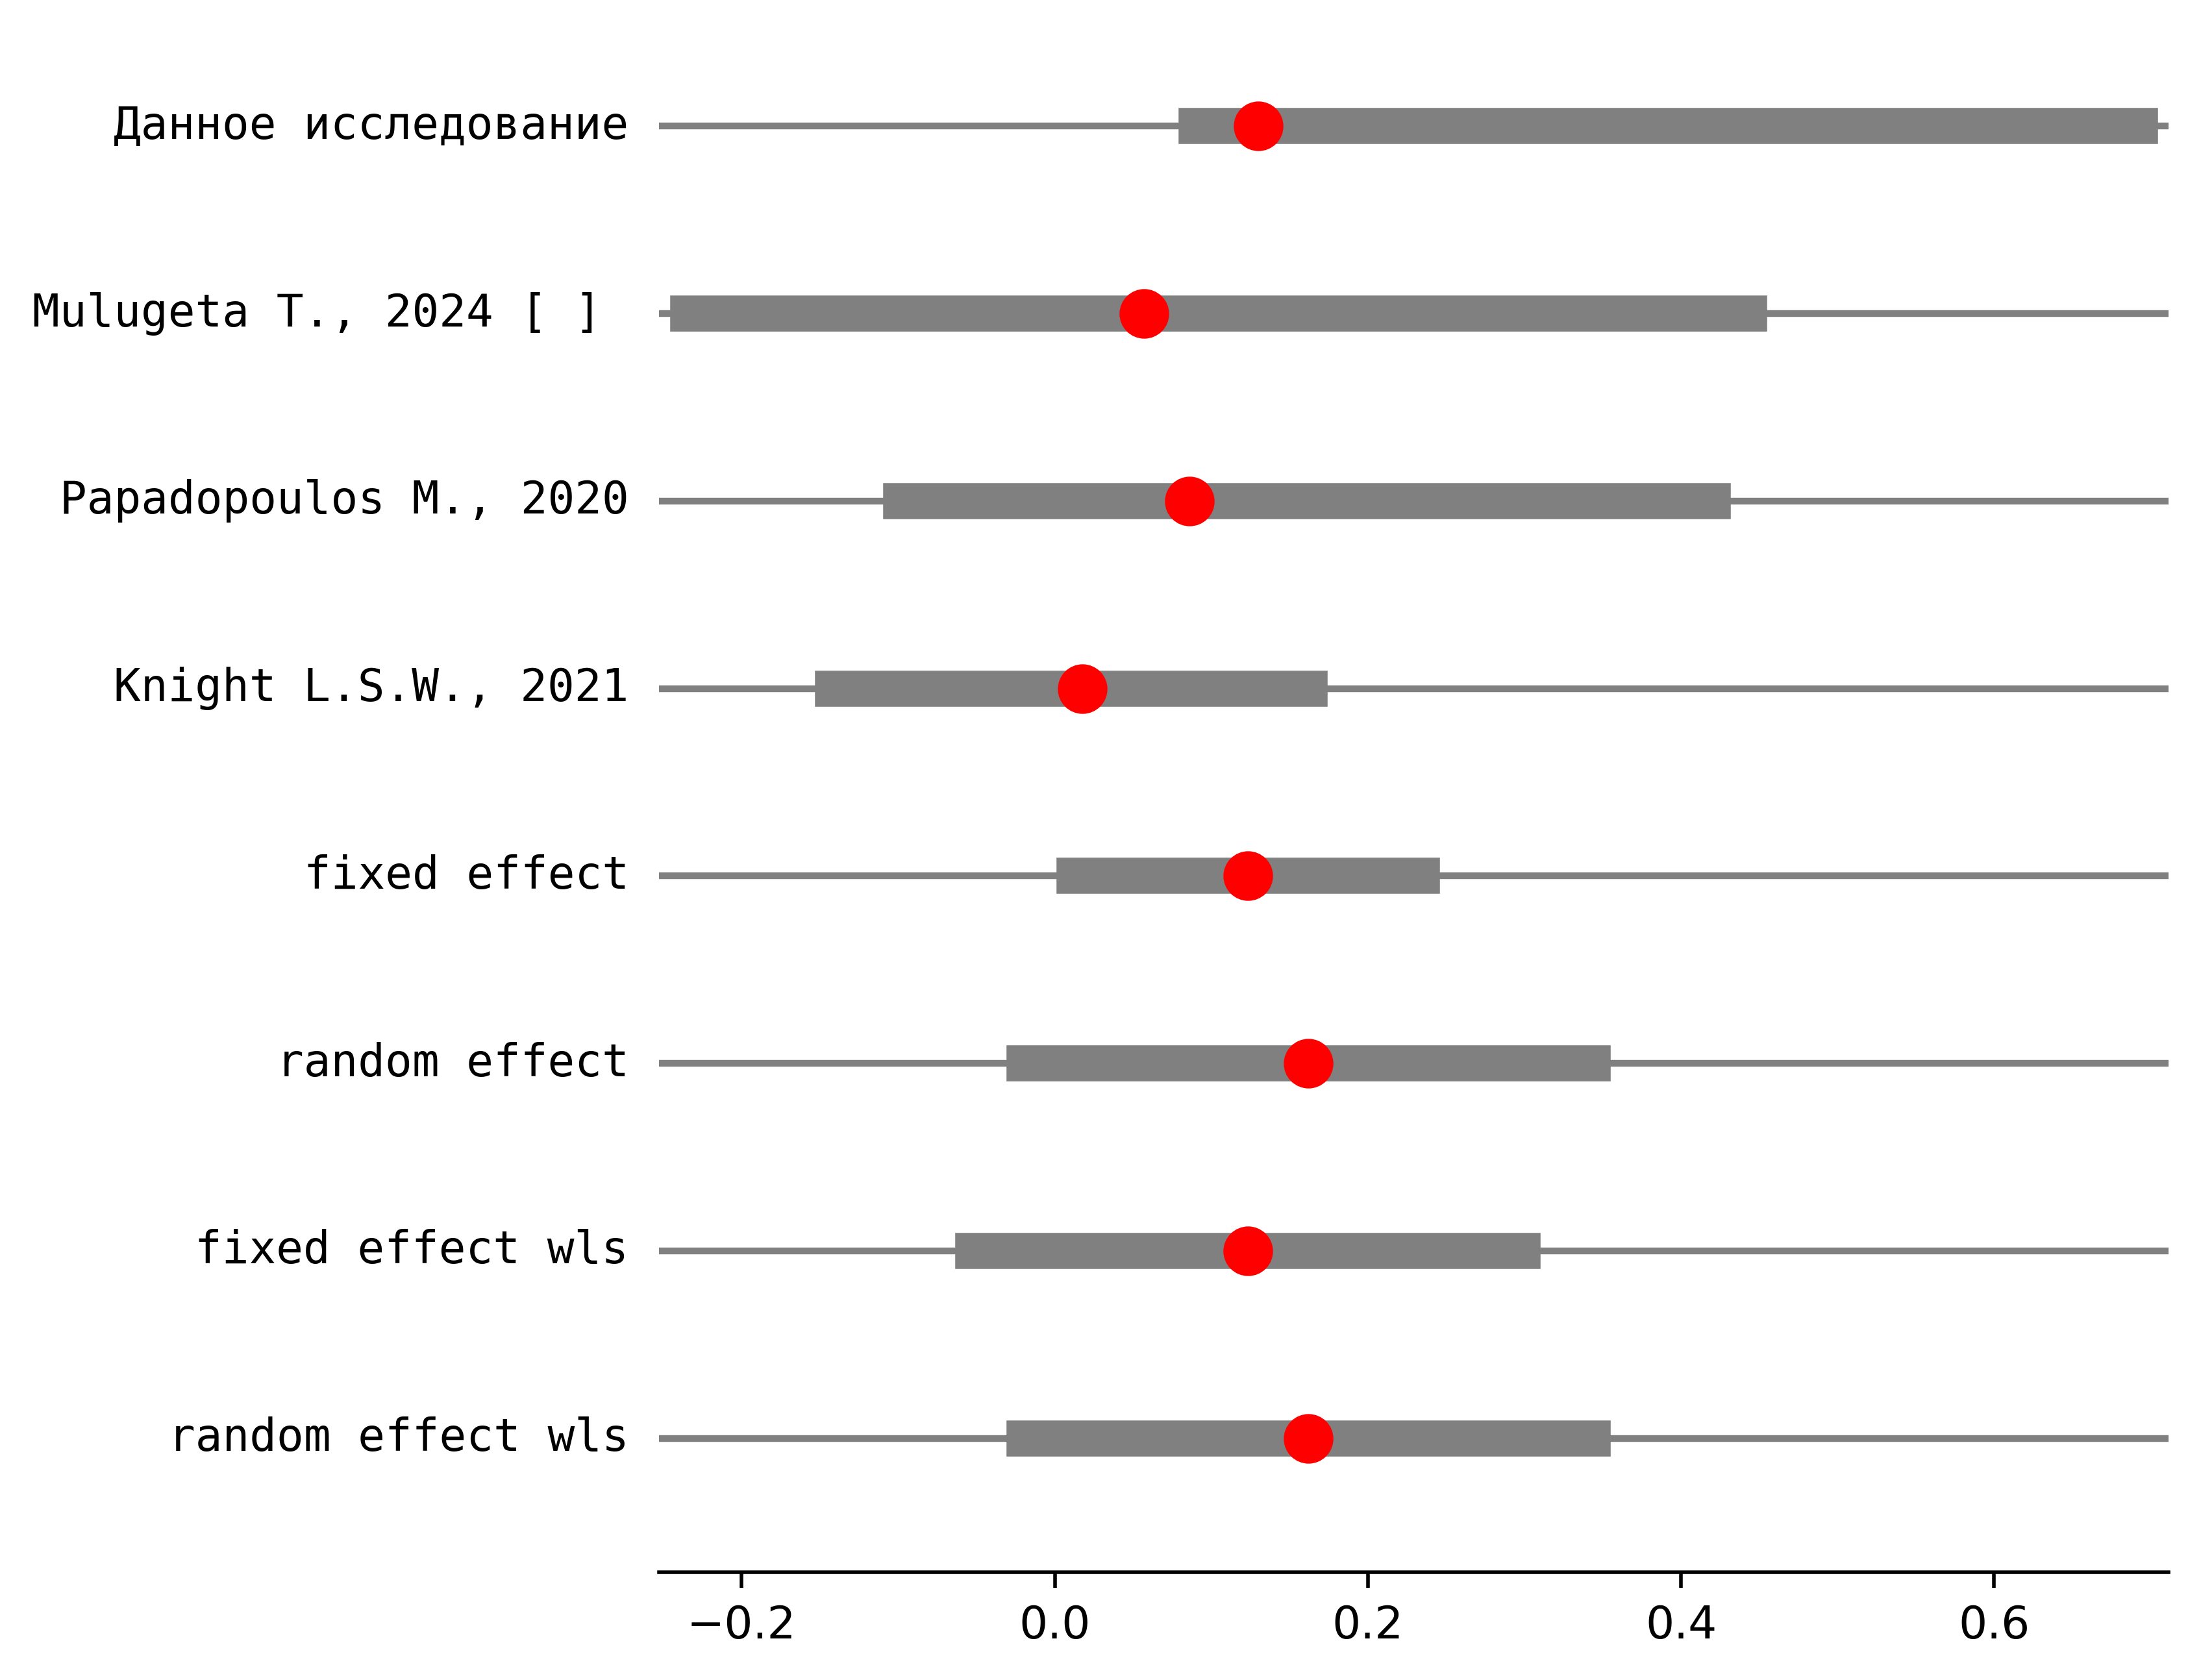 Данное исследование
Mulugeta T., 2024 [ ]
Papadopoulos M., 2020
Knight L.S.W., 2021
fixed effect
random effect
fixed effect wls
random effect wls
−0.2 0.0 0.2 0.4 0.6